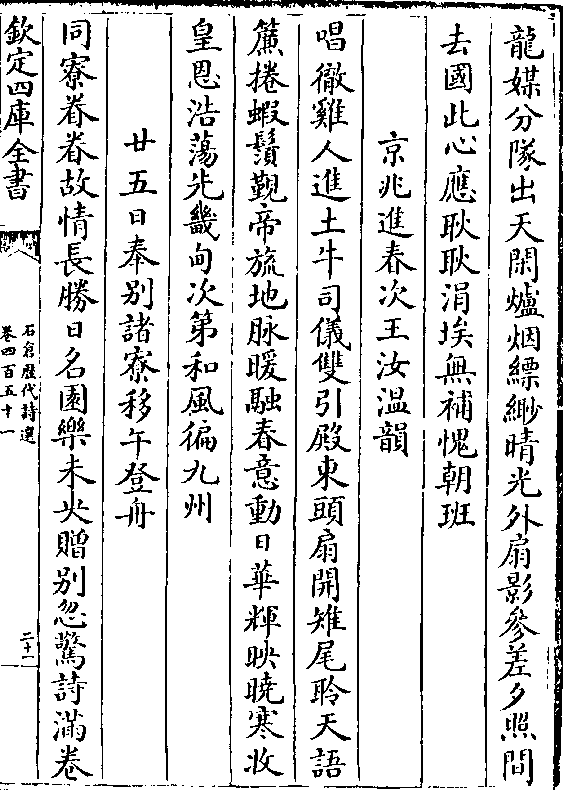 龍媒分隊出天閑爐烟縹緲晴光外扇影參差夕照間
去國此心應耿耿涓埃無補愧朝班
京兆進春次王汝溫韻
唱徹雞人進土牛司儀雙引殿東頭扇開雉尾聆天語
簾捲蝦鬚覲帝旒地脉暖融春意動日華輝映曉寒收
皇恩浩蕩先畿甸次第和風徧九州
廿五日奉別諸寮移午登舟
同寮眷眷故情長勝日名園樂未央贈別忽驚詩滿卷
欽定四庫全書
石倉歷代詩選
卷四百五十一
二十一